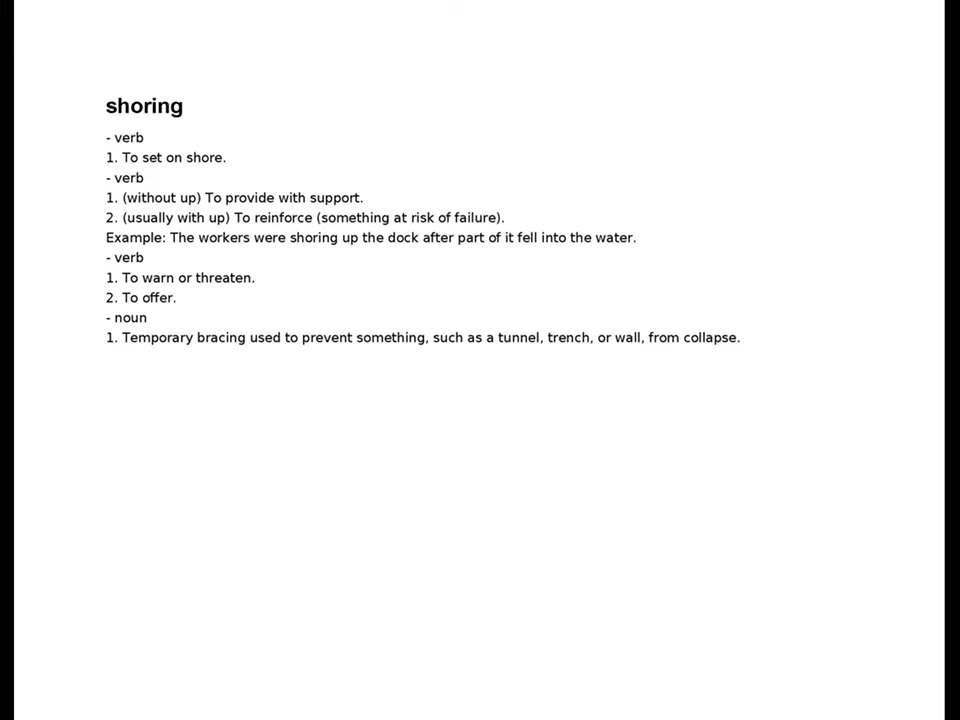 shoring
- verb
1. To set on shore.
- verb
1. (without up) To provide with support.
2. (usually with up) To reinforce (something at risk of failure).
Example: The workers were shoring up the dock after part of it fell into the water.
- verb
1. To warn or threaten.
2. To offer.
- noun
1. Temporary bracing used to prevent something, such as a tunnel, trench, or wall, from collapse.